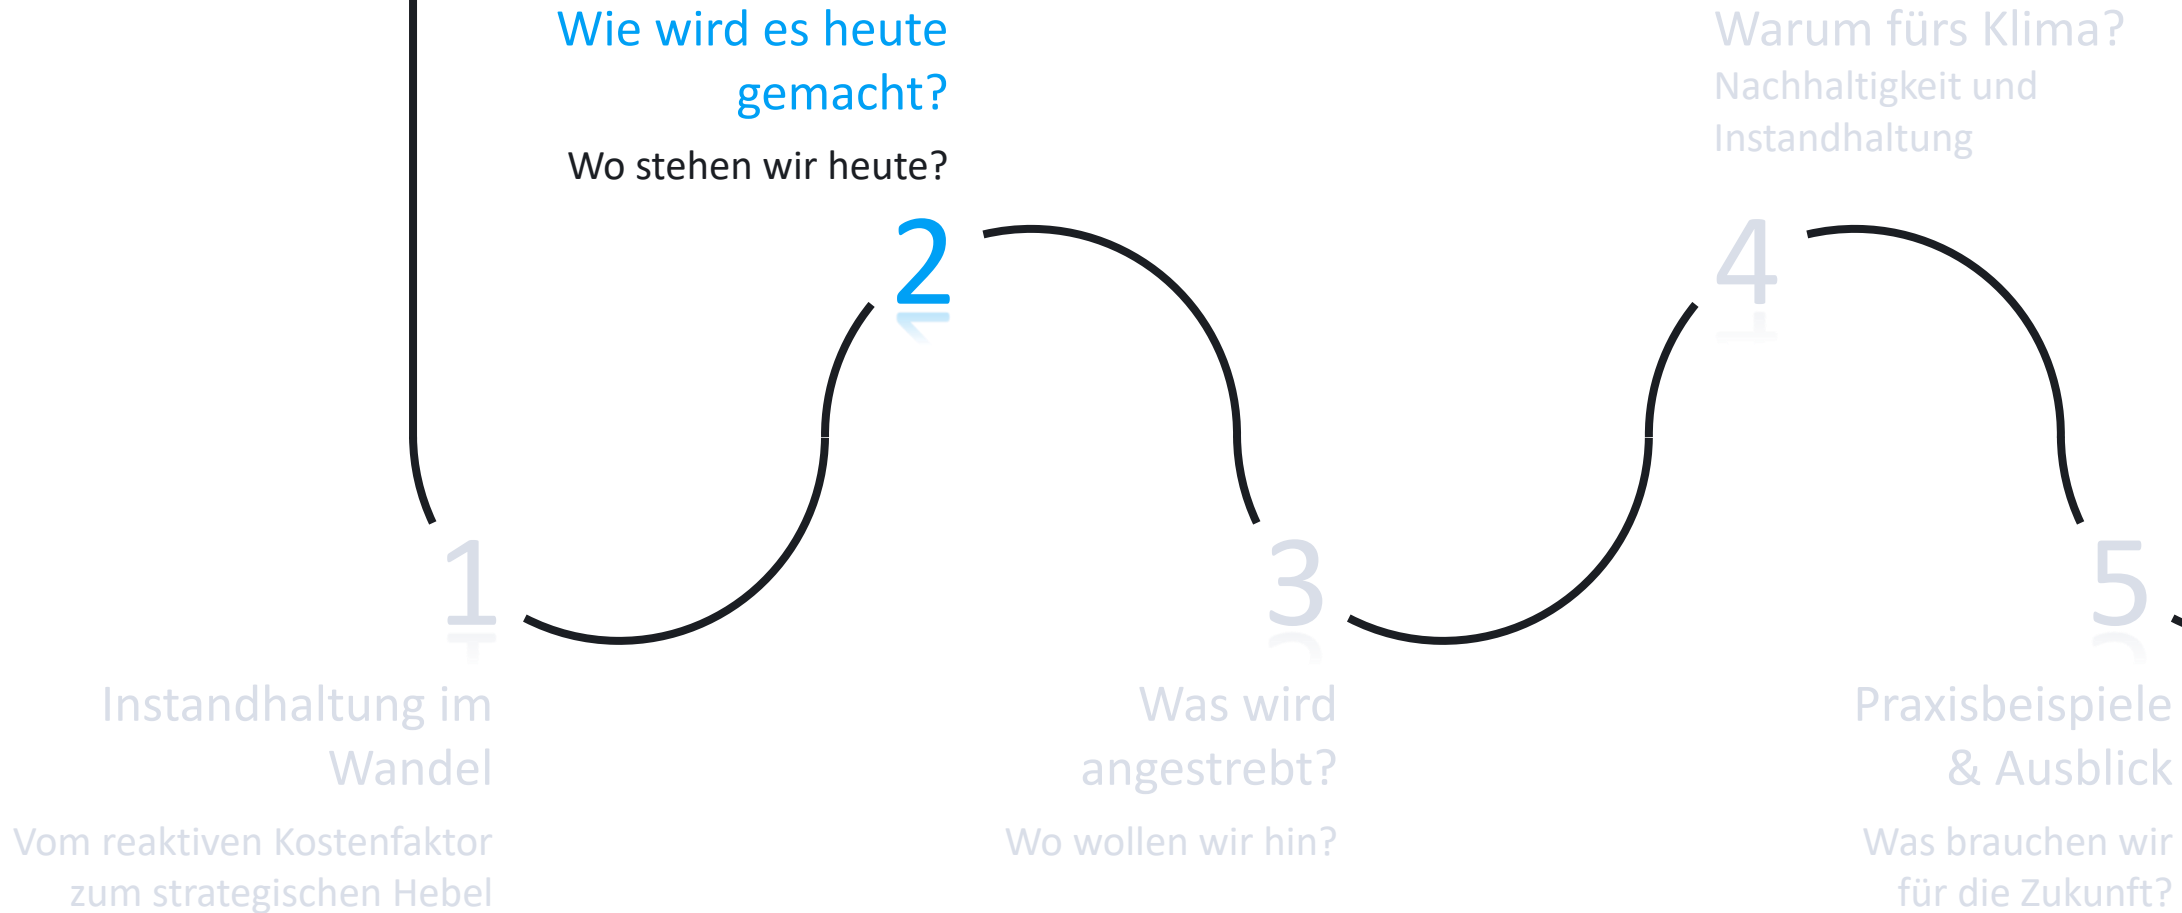 Wie wird es heute
gemacht?
Wo stehen wir heute?
2
Warum fürs Klima?
Nachhaltigkeit und
Instandhaltung
4
1
Instandhaltung im
Wandel
Vom reaktiven Kostenfaktor
zum strategischen Hebel
3
Was wird
angestrebt?
Wo wollen wir hin?
5
Praxisbeispiele
& Ausblick
Was brauchen wir
für die Zukunft?